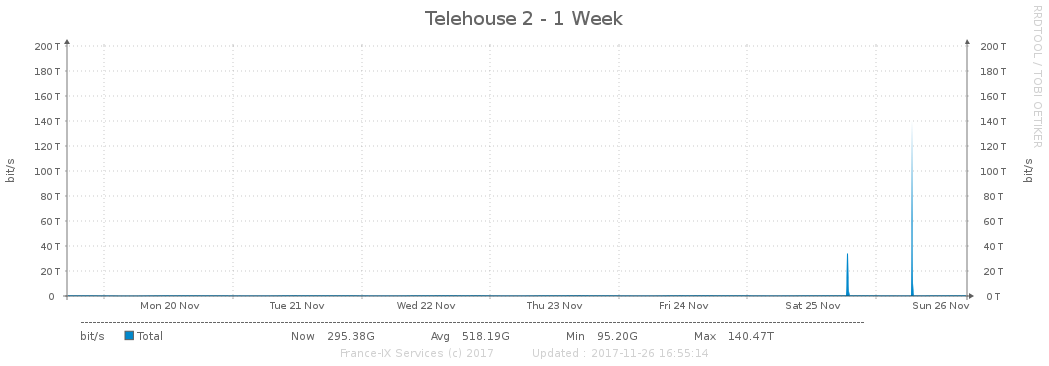 Telehouse 2 - 1 Week
RRDTOOL / TOBI OETIKER
bit/s
200 T 200 T
180 T 180 T
160 T 160 T
140 T 140 T
120 T 120 T
100 T 100 T
80 T 80 T
60 T 60 T
40 T 40 T
20 T 20 T
0 0 T
bit/s
Mon 20 Nov Tue 21 Nov Wed 22 Nov Thu 23 Nov Fri 24 Nov Sat 25 Nov Sun 26 Nov
bit/s Total Now 295.38G Avg 518.19G Min 95.20G Max 140.47T
France-IX Services (c) 2017 Updated : 2017-11-26 16:55:14